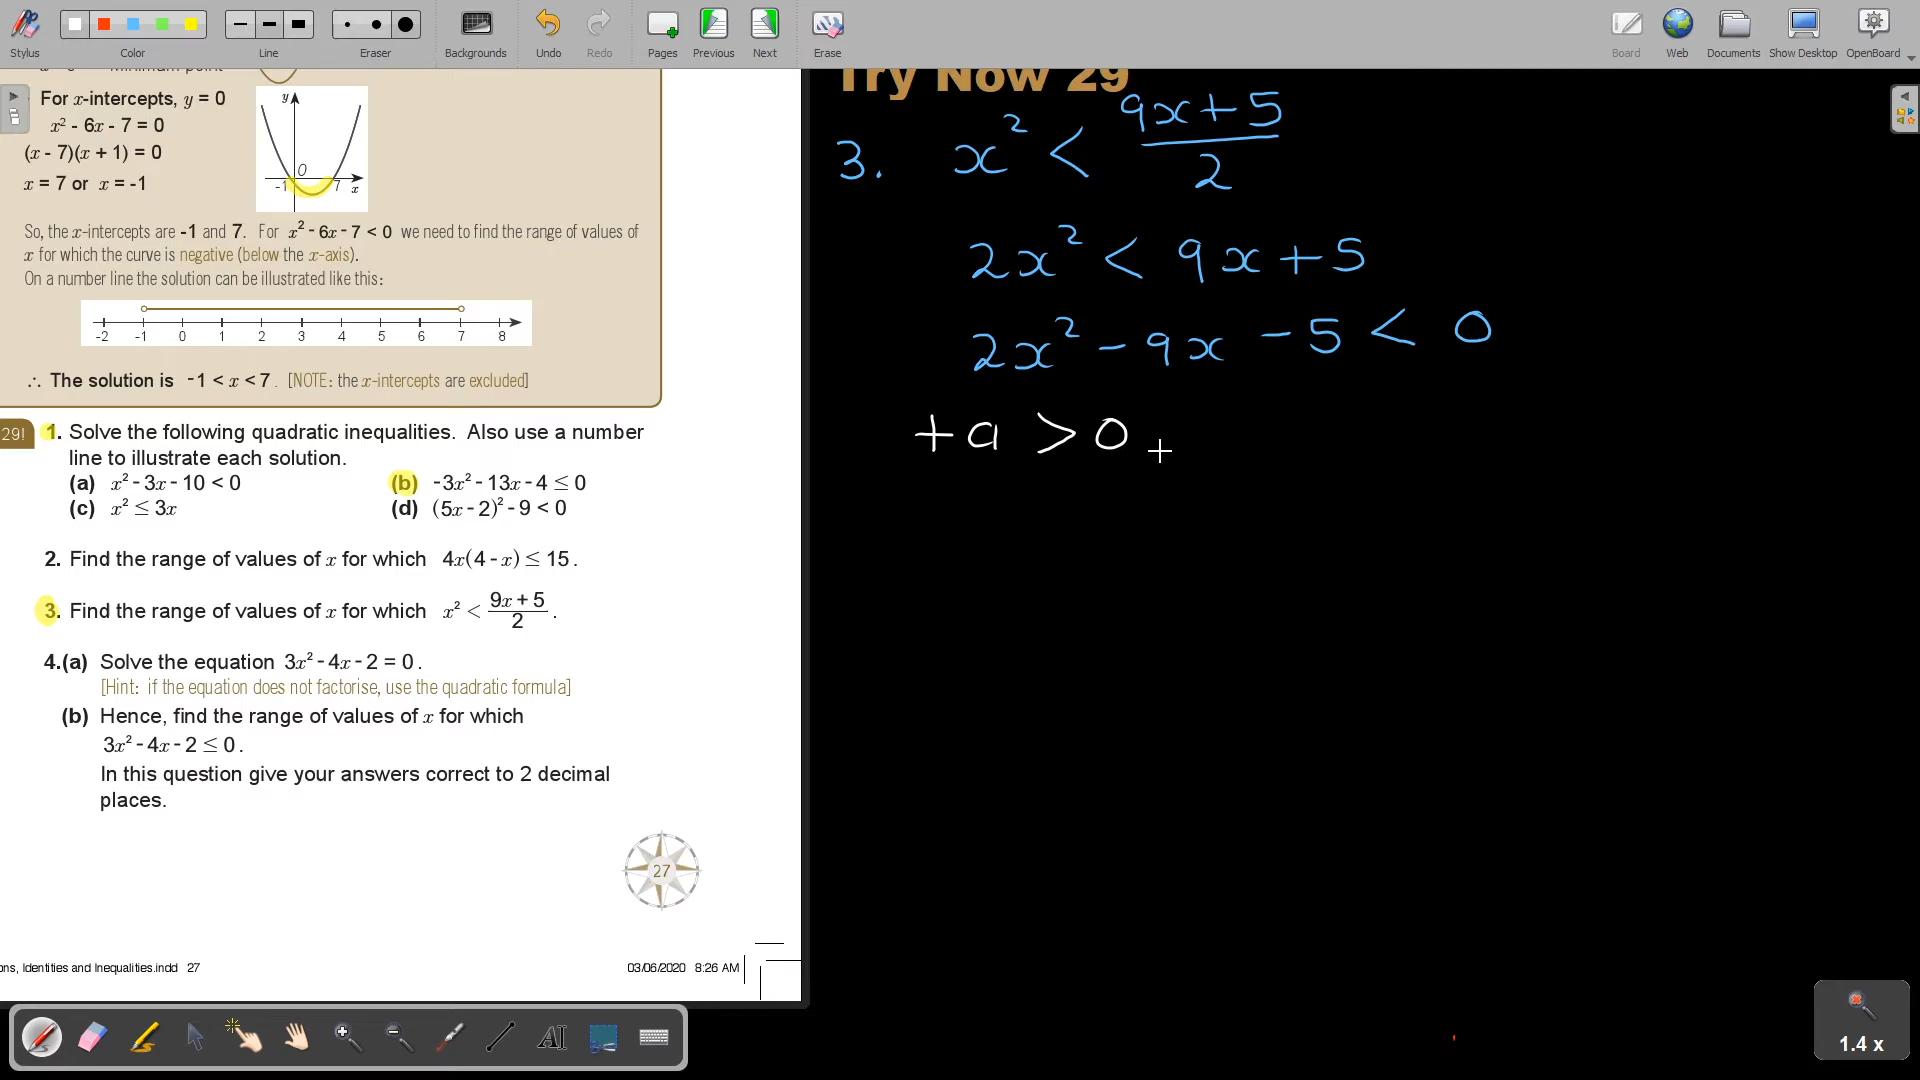 Stylus
Color
Line
Eraser
Backgrounds
Undo
Redo
Pages
Previous
Next
Erase
Board
Web
Documents
Show Desktop
OpenBoard
For x-intercepts, y = 0
x² - 6x - 7 = 0
(x - 7)(x + 1) = 0
x = 7 or x = -1
y
0
-1
7
x
So, the x-intercepts are -1 and 7. For x² - 6x - 7 < 0 we need to find the range of values of
x for which the curve is negative (below the x-axis).
On a number line the solution can be illustrated like this:
-2 -1 0 1 2 3 4 5 6 7 8
∴ The solution is -1 < x < 7. [NOTE: the x-intercepts are excluded]
29!
1. Solve the following quadratic inequalities. Also use a number
line to illustrate each solution.
(a) x² - 3x - 10 < 0 (b) -3x² - 13x - 4 ≤ 0
(c) x² ≤ 3x (d) (5x - 2)² - 9 < 0
2. Find the range of values of x for which 4x(4 - x) ≤ 15.
3. Find the range of values of x for which x² < (9x + 5)/2.
4.(a) Solve the equation 3x² - 4x - 2 = 0.
[Hint: if the equation does not factorise, use the quadratic formula]
(b) Hence, find the range of values of x for which
3x² - 4x - 2 ≤ 0.
In this question give your answers correct to 2 decimal
places.
27
ons, Identities and Inequalities.indd 27
03/06/2020 8:26 AM
Try Now 29
3. x² < (9x + 5)/2
2x² < 9x + 5
2x² - 9x - 5 < 0
+a > 0
1.4 x